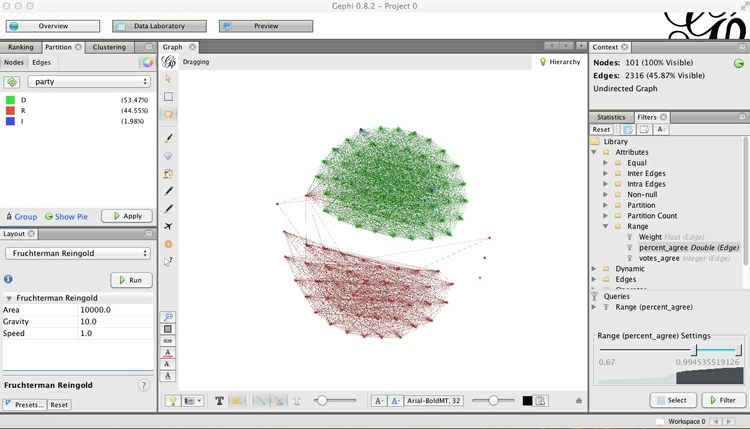 Gephi 0.8.2 - Project 0
Overview
Data Laboratory
Preview
Ranking Partition Clustering
Nodes Edges
party
D (53.47%)
R (44.55%)
I (1.98%)
Group Show Pie Apply
Layout
Fruchterman Reingold
Run
Fruchterman Reingold
Area 10000.0
Gravity 10.0
Speed 1.0
Fruchterman Reingold
Presets... Reset
Graph
Dragging
Hierarchy
size
A
A
A
T
A- A- Arial-BoldMT, 32
Context
Nodes: 101 (100% Visible)
Edges: 2316 (45.87% Visible)
Undirected Graph
Statistics Filters
Reset
Library
Attributes
Equal
Inter Edges
Intra Edges
Non-null
Partition
Partition Count
Range
Weight Float (Edge)
percent_agree Double (Edge)
votes_agree Integer (Edge)
Dynamic
Edges
Queries
Range (percent_agree)
Range (percent_agree) Settings
0.67 0.994535519126
Select Filter
Workspace 0